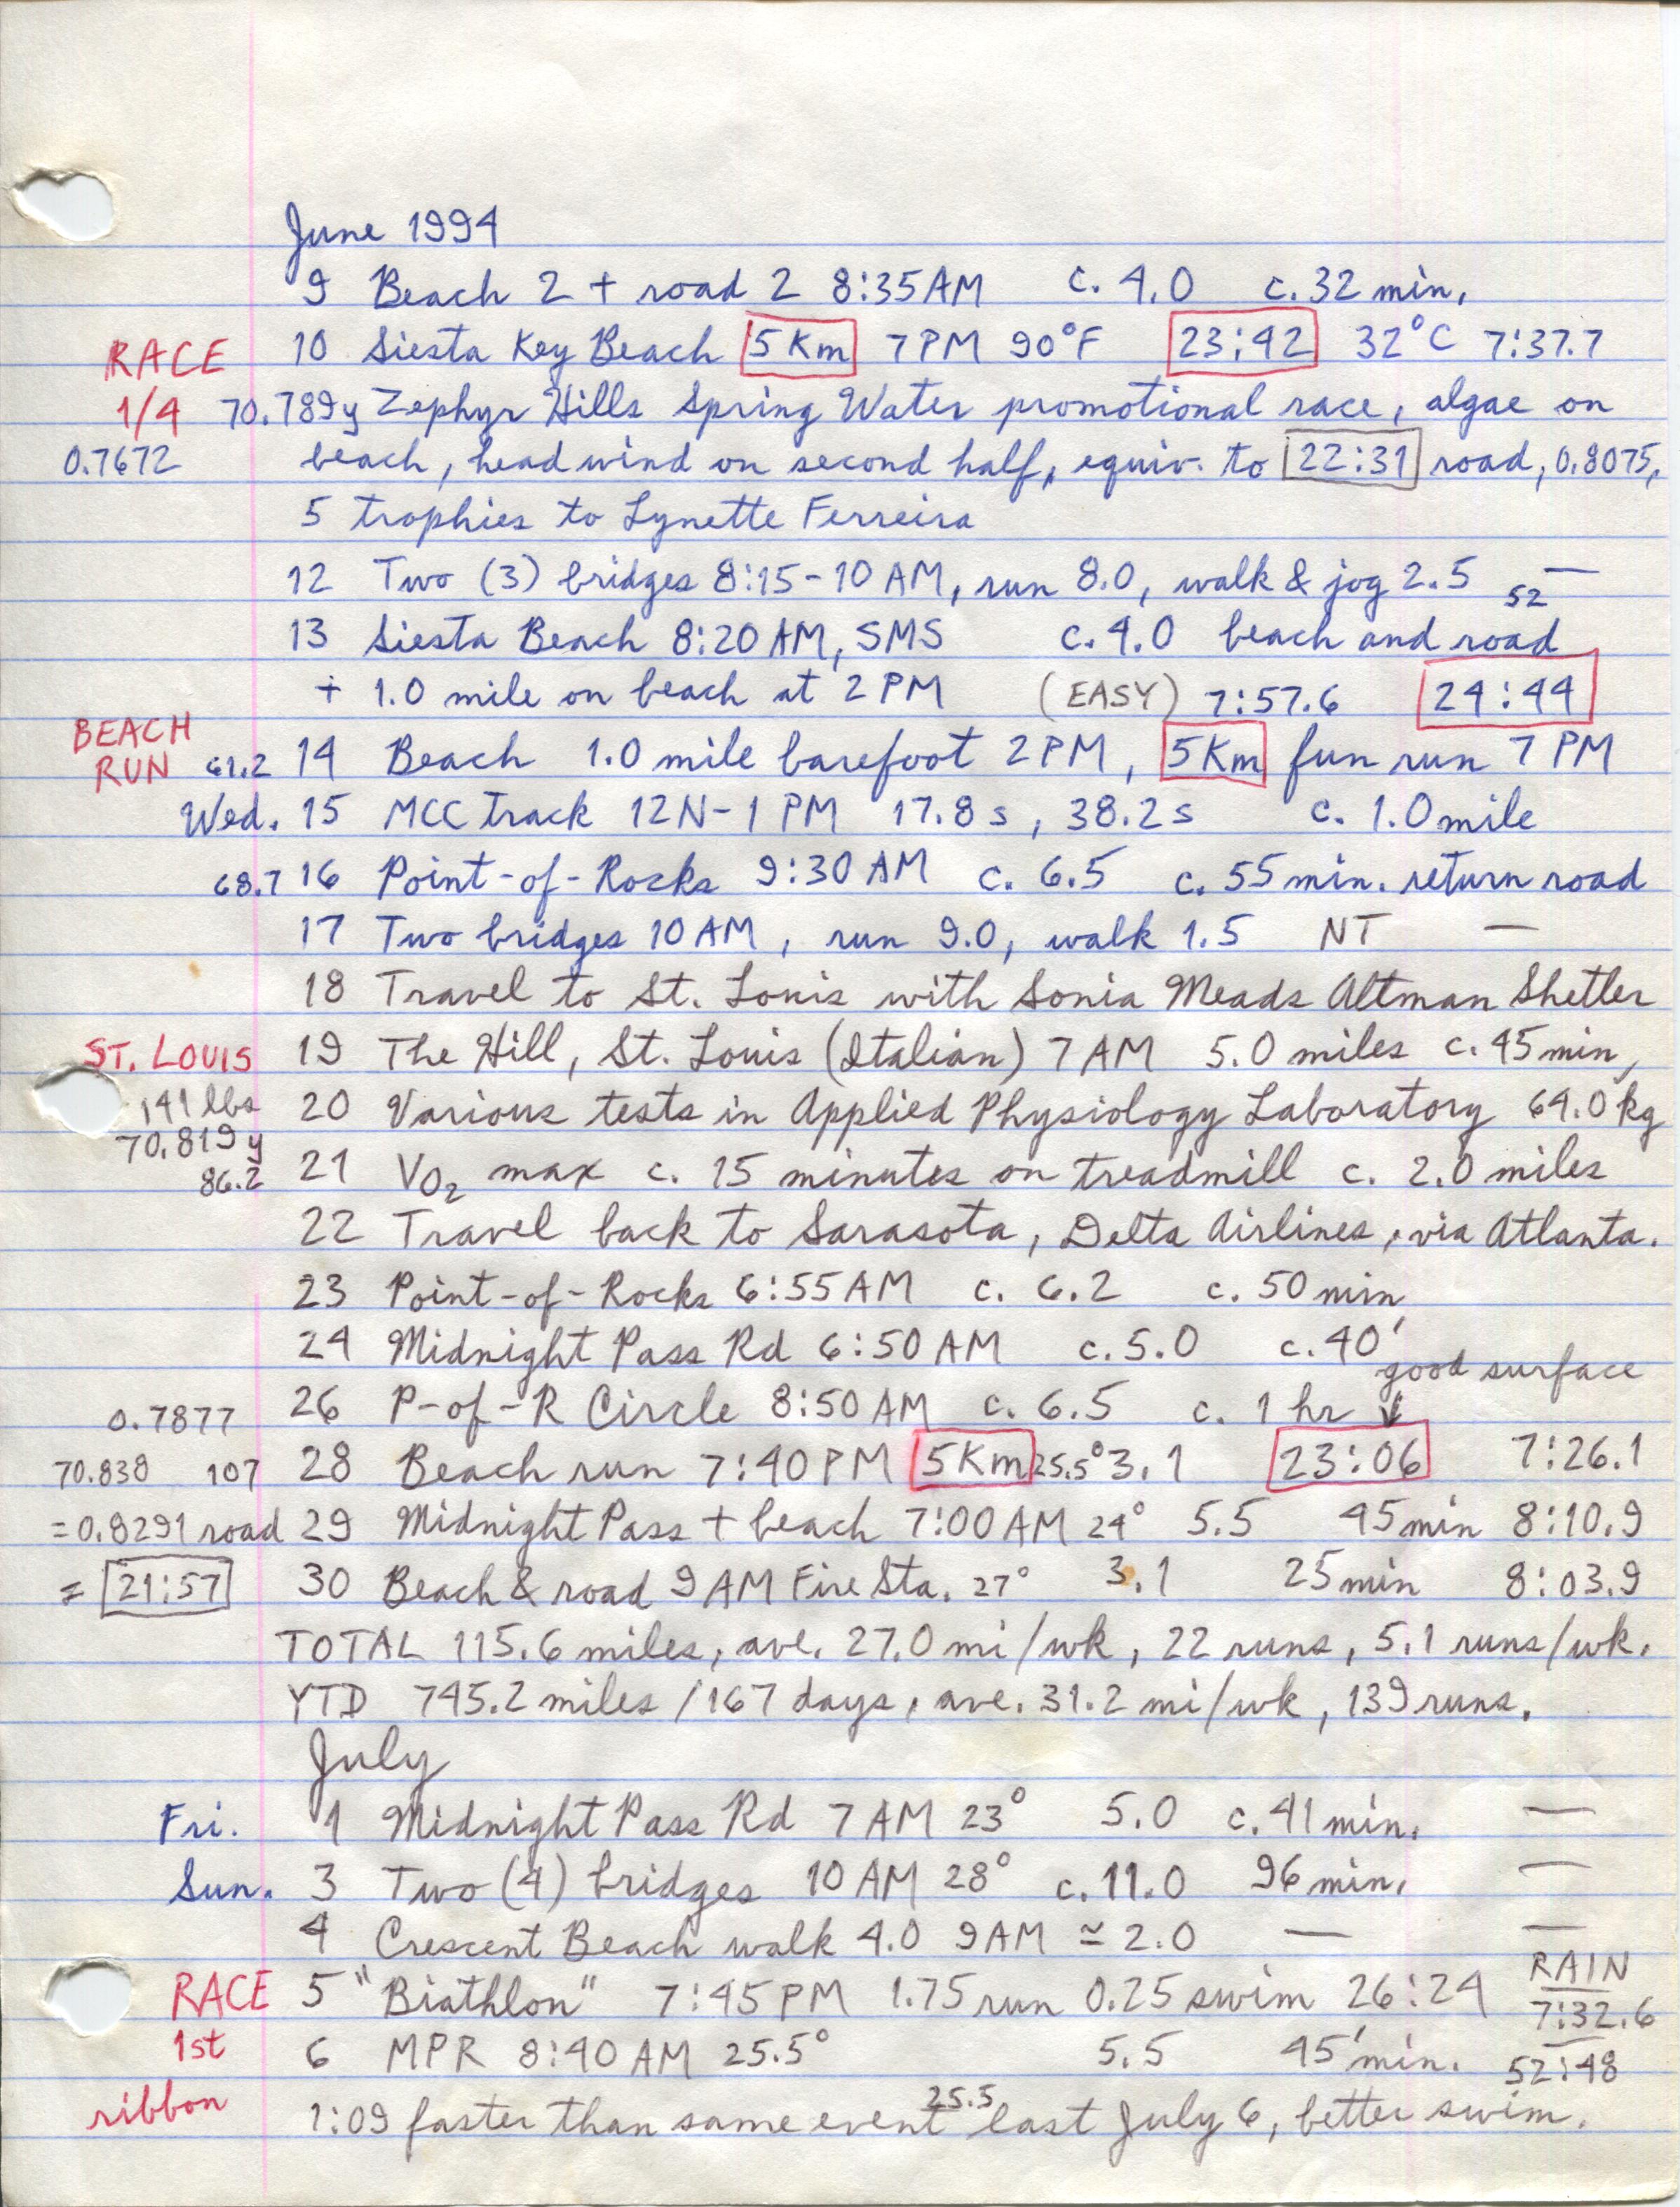 June 1994
9 Beach 2 + road 2 8:35 AM c. 4.0 c. 32 min.
RACE 10 Siesta Key Beach 5 Km 7 PM 90°F 23:42 32°C 7:37.7
1/4 70.789y Zephyr Hills Spring Water promotional race, algae on
0.7672 beach, head wind on second half, equiv. to 22:31 road, 0.8075,
5 trophies to Lynette Ferreira
12 Two (3) bridges 8:15-10 AM, run 8.0, walk & jog 2.5 52 —
13 Siesta Beach 8:20 AM, SMS c. 4.0 beach and road
+ 1.0 mile on beach at 2 PM (EASY) 7:57.6 24:44
BEACH
RUN 61.2 14 Beach 1.0 mile barefoot 2 PM, 5 Km fun run 7 PM
Wed. 15 MCC track 12N-1 PM 17.8 s, 38.2 s c. 1.0 mile
68.7 16 Point-of-Rocks 9:30 AM c. 6.5 c. 55 min. return road
17 Two bridges 10 AM, run 9.0, walk 1.5 NT —
18 Travel to St. Louis with Sonia Meads Altman Shetler
ST. LOUIS 19 The Hill, St. Louis (Italian) 7 AM 5.0 miles c. 45 min,
141 lbs 20 Various tests in Applied Physiology Laboratory 64.0 kg
70.819 y
86.2 21 VO₂ max c. 15 minutes on treadmill c. 2.0 miles
22 Travel back to Sarasota, Delta Airlines, via Atlanta.
23 Point-of-Rocks 6:55 AM c. 6.2 c. 50 min
24 Midnight Pass Rd 6:50 AM c. 5.0 c. 40'
good surface
0.7877 26 P-of-R Circle 8:50 AM c. 6.5 c. 1 hr ↓
70.838 107 28 Beach run 7:40 PM 5 Km 25.5° 3.1 23:06 7:26.1
=0.8291 road 29 Midnight Pass + beach 7:00 AM 24° 5.5 45 min 8:10.9
= 21:57 30 Beach & road 9 AM Fire Sta. 27° 3.1 25 min 8:03.9
TOTAL 115.6 miles, ave. 27.0 mi/wk, 22 runs, 5.1 runs/wk.
YTD 745.2 miles / 167 days, ave. 31.2 mi/wk, 139 runs.
July
Fri. 1 Midnight Pass Rd 7 AM 23° 5.0 c. 41 min. —
Sun. 3 Two (4) bridges 10 AM 28° c. 11.0 96 min. —
4 Crescent Beach walk 4.0 9 AM ≃ 2.0 — —
RACE 5 "Biathlon" 7:45 PM 1.75 run 0.25 swim 26:24 RAIN
7:32.6
1st 6 MPR 8:40 AM 25.5° 5.5 45' min. 52:48
25.5
ribbon 1:09 faster than same event last July 6, better swim.